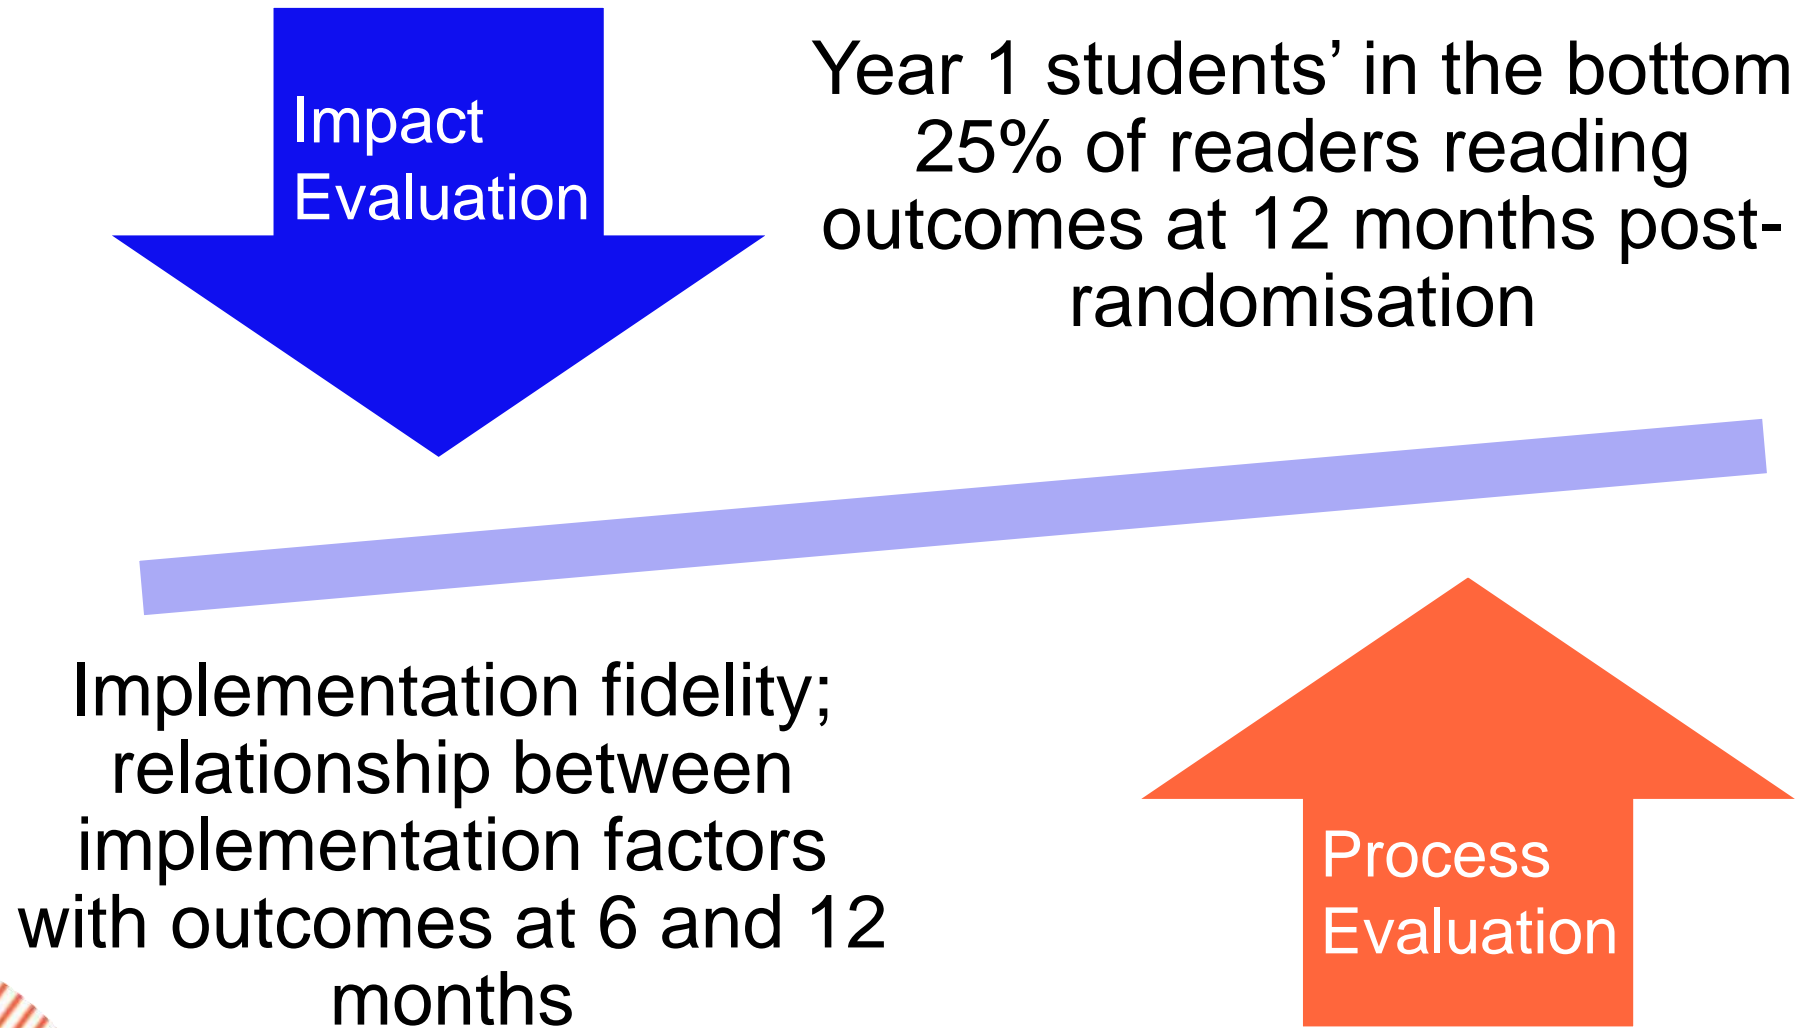 Impact
Evaluation
Year 1 students’ in the bottom
25% of readers reading
outcomes at 12 months post-
randomisation
Implementation fidelity;
relationship between
implementation factors
with outcomes at 6 and 12
months
Process
Evaluation